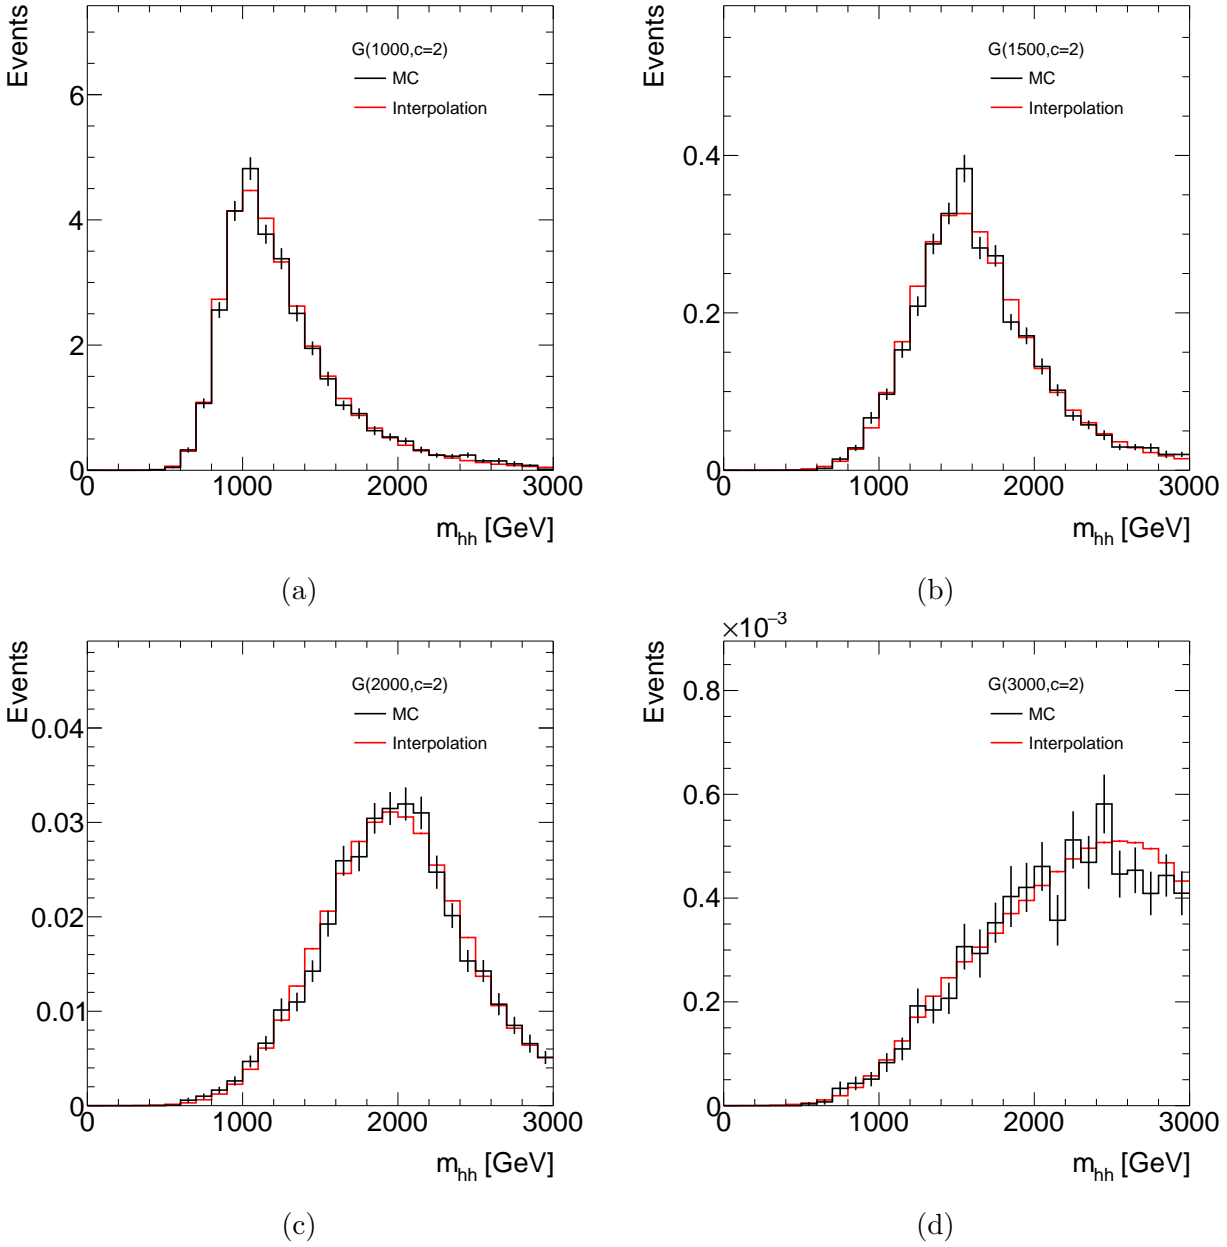 Events
G(1000,c=2)
MC
Interpolation
6
4
2
0
0 1000 2000 3000
m_hh [GeV]
(a)
Events
G(1500,c=2)
MC
Interpolation
0.4
0.2
0
0 1000 2000 3000
m_hh [GeV]
(b)
Events
G(2000,c=2)
MC
Interpolation
0.04
0.03
0.02
0.01
0
0 1000 2000 3000
m_hh [GeV]
(c)
×10⁻³
Events
G(3000,c=2)
MC
Interpolation
0.8
0.6
0.4
0.2
0
0 1000 2000 3000
m_hh [GeV]
(d)